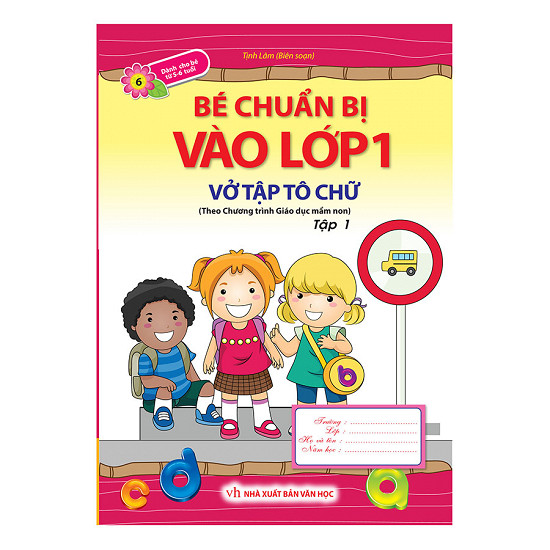 Tịnh Lâm (Biên soạn)
6
Dành cho bé
từ 5-6 tuổi
BÉ CHUẨN BỊ
VÀO LỚP 1
VỞ TẬP TÔ CHỮ
(Theo Chương trình Giáo dục mầm non)
Tập 1
b
Trường :
Lớp :
Họ và tên :
Năm học :
c d a
vh NHÀ XUẤT BẢN VĂN HỌC